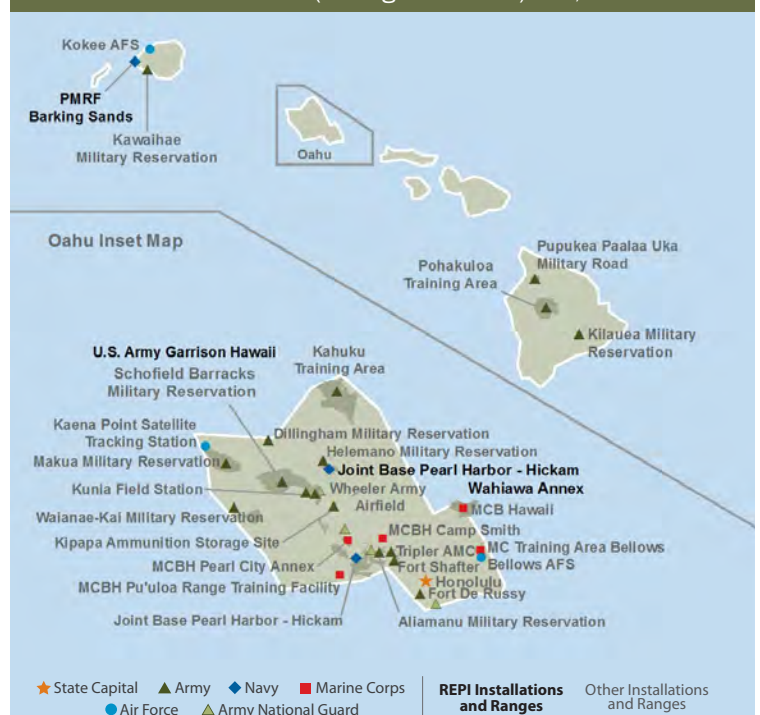 Kokee AFS
PMRF
Barking Sands
Kawaihae
Military Reservation
Oahu
Oahu Inset Map
Pupukea Paalaa Uka
Military Road
Pohakuloa
Training Area
Kilauea Military
Reservation
U.S. Army Garrison Hawaii
Schofield Barracks
Military Reservation
Kahuku
Training Area
Kaena Point Satellite
Tracking Station
Dillingham Military Reservation
Helemano Military Reservation
Makua Military Reservation
Joint Base Pearl Harbor - Hickam
Wahiawa Annex
Kunia Field Station
Wheeler Army
Airfield
MCB Hawaii
Waianae-Kai Military Reservation
Kipapa Ammunition Storage Site
MCBH Camp Smith
Tripler AMC
MC Training Area Bellows
MCBH Pearl City Annex
Fort Shafter
Bellows AFS
MCBH Pu'uloa Range Training Facility
Honolulu
Fort De Russy
Joint Base Pearl Harbor - Hickam
Aliamanu Military Reservation
State Capital Army Navy Marine Corps
Air Force Army National Guard
REPI Installations
and Ranges
Other Installations
and Ranges